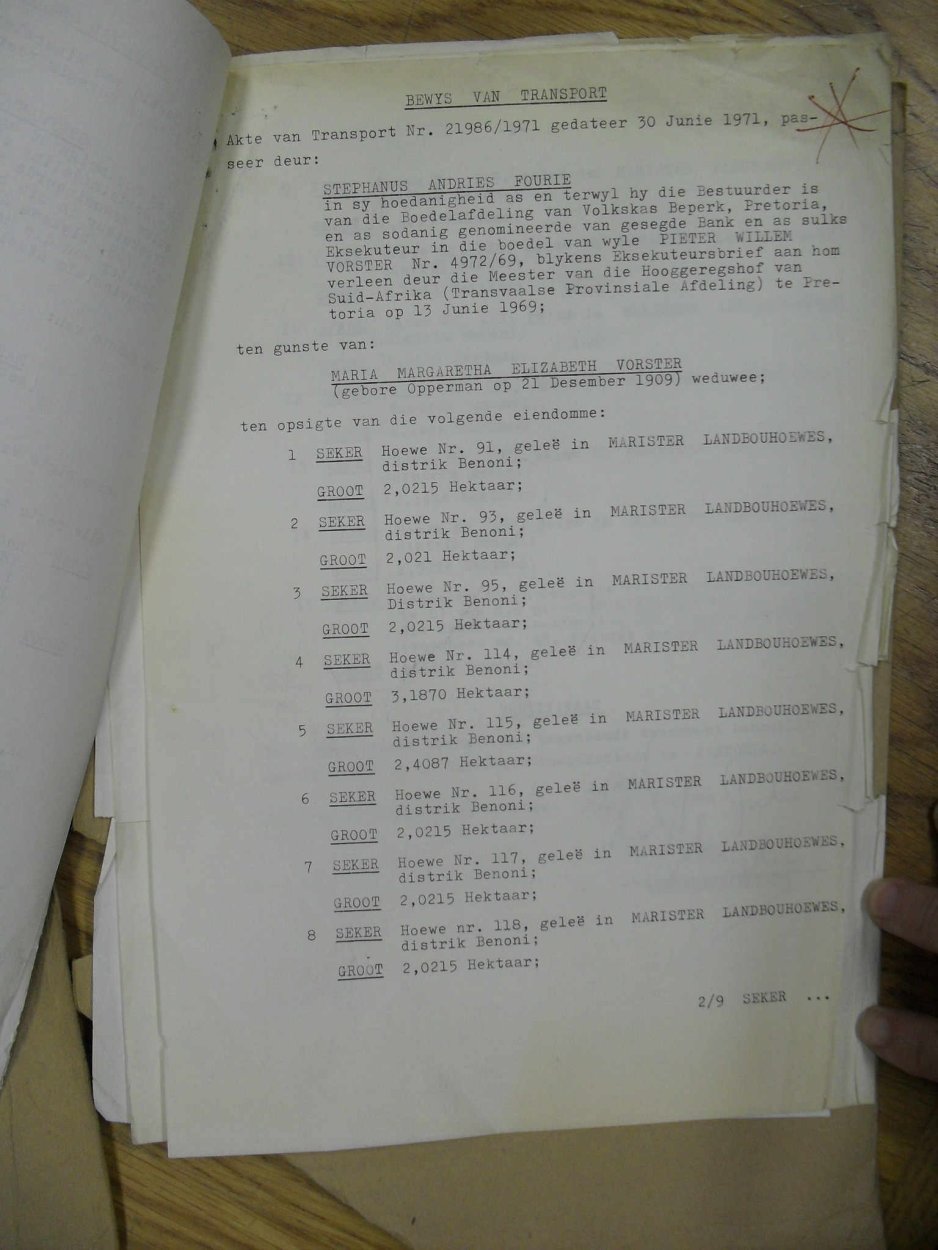 BEWYS VAN TRANSPORT
Akte van Transport Nr. 21986/1971 gedateer 30 Junie 1971, pas-
seer deur:
STEPHANUS ANDRIES FOURIE
in sy hoedanigheid as en terwyl hy die Bestuurder is
van die Boedelafdeling van Volkskas Beperk, Pretoria,
en as sodanig genomineerde van gesegde Bank en as sulks
Eksekuteur in die boedel van wyle PIETER WILLEM
VORSTER Nr. 4972/69, blykens Eksekuteursbrief aan hom
verleen deur die Meester van die Hooggeregshof van
Suid-Afrika (Transvaalse Provinsiale Afdeling) te Pre-
toria op 13 Junie 1969;
ten gunste van:
MARIA MARGARETHA ELIZABETH VORSTER
(gebore Opperman op 21 Desember 1909) weduwee;
ten opsigte van die volgende eiendomme:
1 SEKER Hoewe Nr. 91, geleë in MARISTER LANDBOUHOEWES,
distrik Benoni;
GROOT 2,0215 Hektaar;
2 SEKER Hoewe Nr. 93, geleë in MARISTER LANDBOUHOEWES,
distrik Benoni;
GROOT 2,021 Hektaar;
3 SEKER Hoewe Nr. 95, geleë in MARISTER LANDBOUHOEWES,
Distrik Benoni;
GROOT 2,0215 Hektaar;
4 SEKER Hoewe Nr. 114, geleë in MARISTER LANDBOUHOEWES,
distrik Benoni;
GROOT 3,1870 Hektaar;
5 SEKER Hoewe Nr. 115, geleë in MARISTER LANDBOUHOEWES,
distrik Benoni;
GROOT 2,4087 Hektaar;
6 SEKER Hoewe Nr. 116, geleë in MARISTER LANDBOUHOEWES,
distrik Benoni;
GROOT 2,0215 Hektaar;
7 SEKER Hoewe Nr. 117, geleë in MARISTER LANDBOUHOEWES,
distrik Benoni;
GROOT 2,0215 Hektaar;
8 SEKER Hoewe nr. 118, geleë in MARISTER LANDBOUHOEWES,
distrik Benoni;
GROOT 2,0215 Hektaar;
2/9 SEKER ...